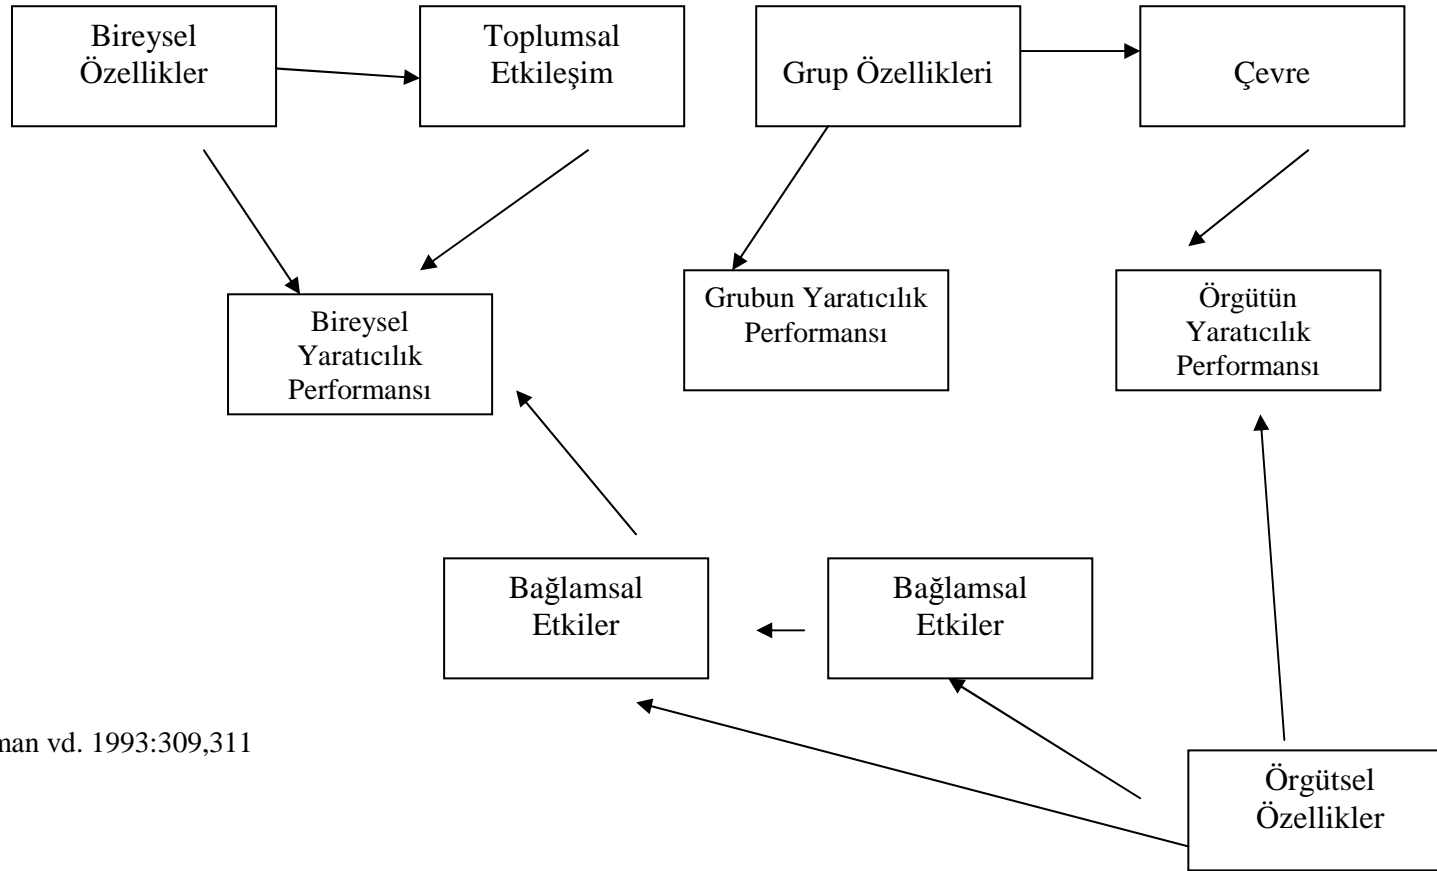 Bireysel
Özellikler
Toplumsal
Etkileşim
Grup Özellikleri
Çevre
Bireysel
Yaratıcılık
Performansı
Grubun Yaratıcılık
Performansı
Örgütün
Yaratıcılık
Performansı
Bağlamsal
Etkiler
Bağlamsal
Etkiler
man vd. 1993:309,311
Örgütsel
Özellikler